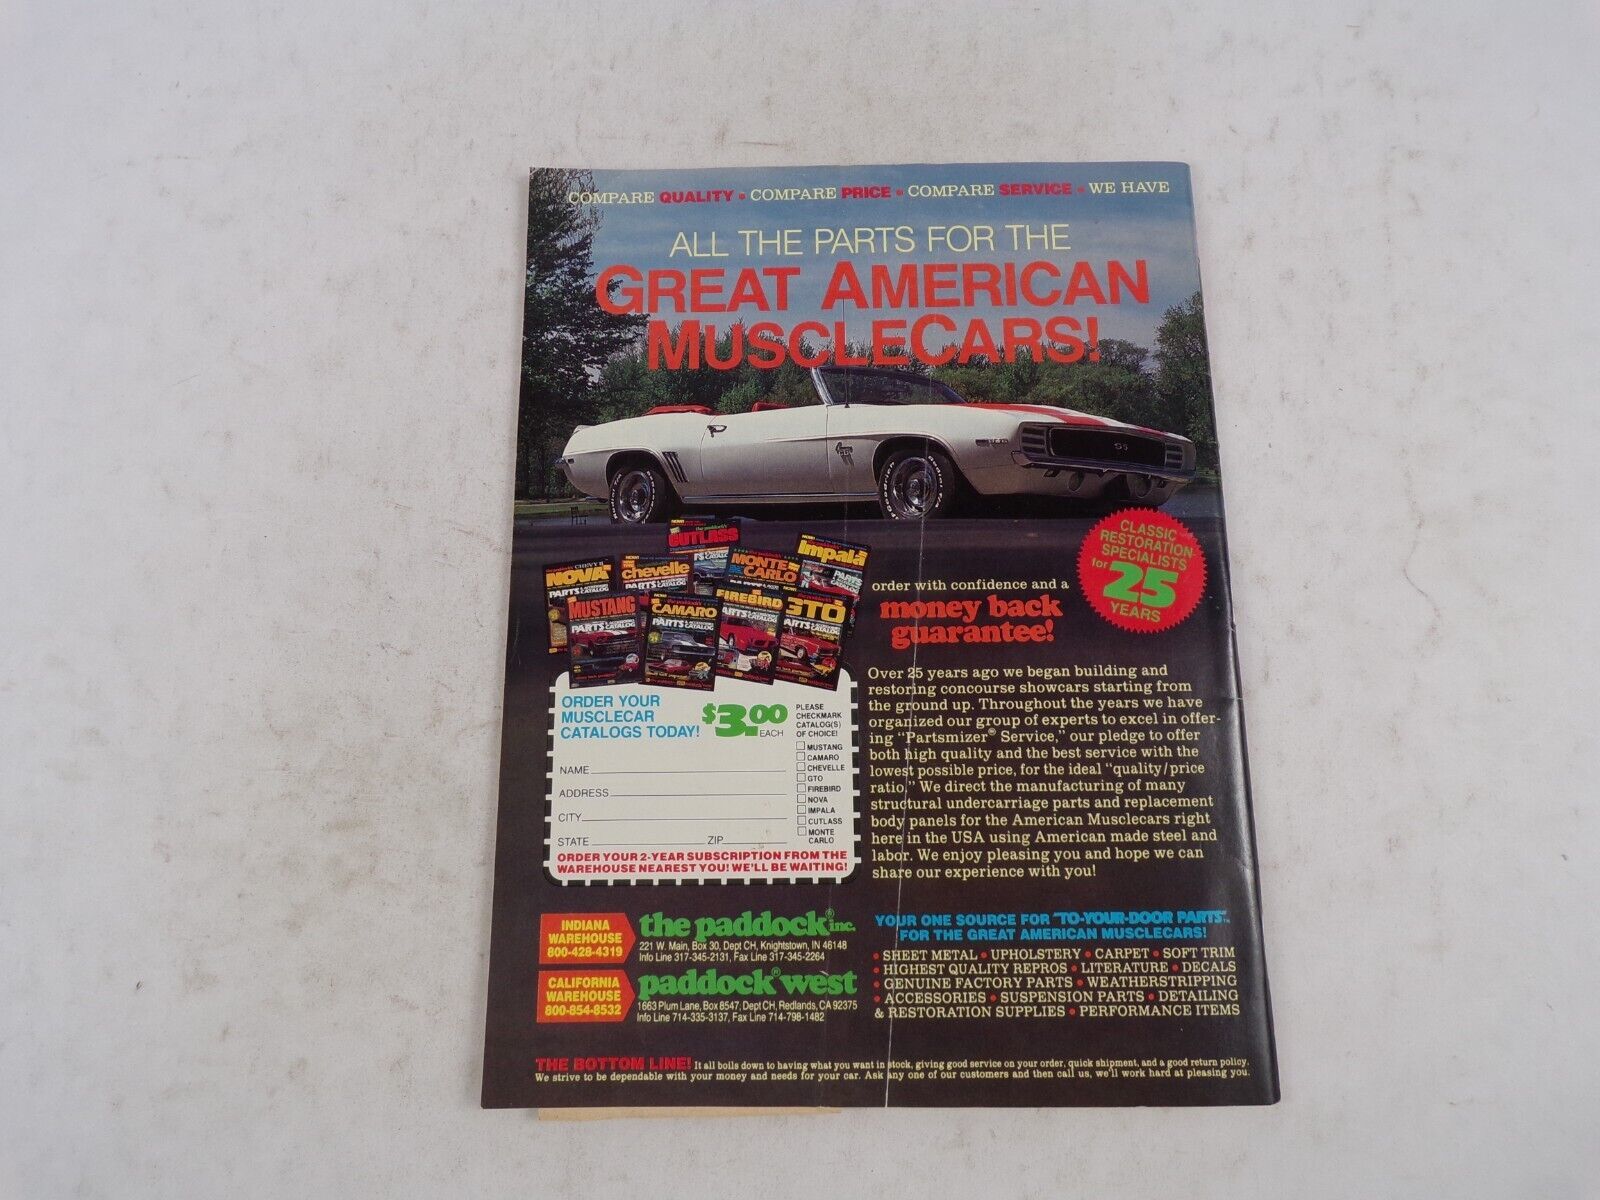 COMPARE QUALITY • COMPARE PRICE • COMPARE SERVICE • WE HAVE
ALL THE PARTS FOR THE
GREAT AMERICAN
MUSCLECARS!
SS
CLASSIC
RESTORATION
SPECIALISTS
for 25
YEARS
CUTLASS
impala
CHEVY II
NOVA
chevelle
MONTE
CARLO
PARTS
MUSTANG
CAMARO
FIREBIRD
GTO
PARTS
PARTS
order with confidence and a
money back
guarantee!
Over 25 years ago we began building and
restoring concourse showcars starting from
the ground up. Throughout the years we have
organized our group of experts to excel in offer-
ing "Partsmizer® Service," our pledge to offer
both high quality and the best service with the
lowest possible price, for the ideal "quality/price
ratio." We direct the manufacturing of many
structural undercarriage parts and replacement
body panels for the American Musclecars right
here in the USA using American made steel and
labor. We enjoy pleasing you and hope we can
share our experience with you!
ORDER YOUR
MUSCLECAR
CATALOGS TODAY!
$3.00
EACH
PLEASE
CHECKMARK
CATALOG(S)
OF CHOICE!
MUSTANG
CAMARO
CHEVELLE
GTO
FIREBIRD
NOVA
IMPALA
CUTLASS
MONTE
CARLO
NAME
ADDRESS
CITY
STATE ZIP
ORDER YOUR 2-YEAR SUBSCRIPTION FROM THE
WAREHOUSE NEAREST YOU! WE'LL BE WAITING!
INDIANA
WAREHOUSE
800-428-4319
the paddock® inc.
221 W. Main, Box 30, Dept CH, Knightstown, IN 46148
Info Line 317-345-2131, Fax Line 317-345-2264
CALIFORNIA
WAREHOUSE
800-854-8532
paddock® west
1663 Plum Lane, Box 8547, Dept CH, Redlands, CA 92375
Info Line 714-335-3137, Fax Line 714-798-1482
YOUR ONE SOURCE FOR "TO-YOUR-DOOR PARTS"™
FOR THE GREAT AMERICAN MUSCLECARS!
• SHEET METAL • UPHOLSTERY • CARPET • SOFT TRIM
• HIGHEST QUALITY REPROS • LITERATURE • DECALS
• GENUINE FACTORY PARTS • WEATHERSTRIPPING
• ACCESSORIES • SUSPENSION PARTS • DETAILING
& RESTORATION SUPPLIES • PERFORMANCE ITEMS
THE BOTTOM LINE! It all boils down to having what you want in stock, giving good service on your order, quick shipment, and a good return policy.
We strive to be dependable with your money and needs for your car. Ask any one of our customers and then call us, we'll work hard at pleasing you.